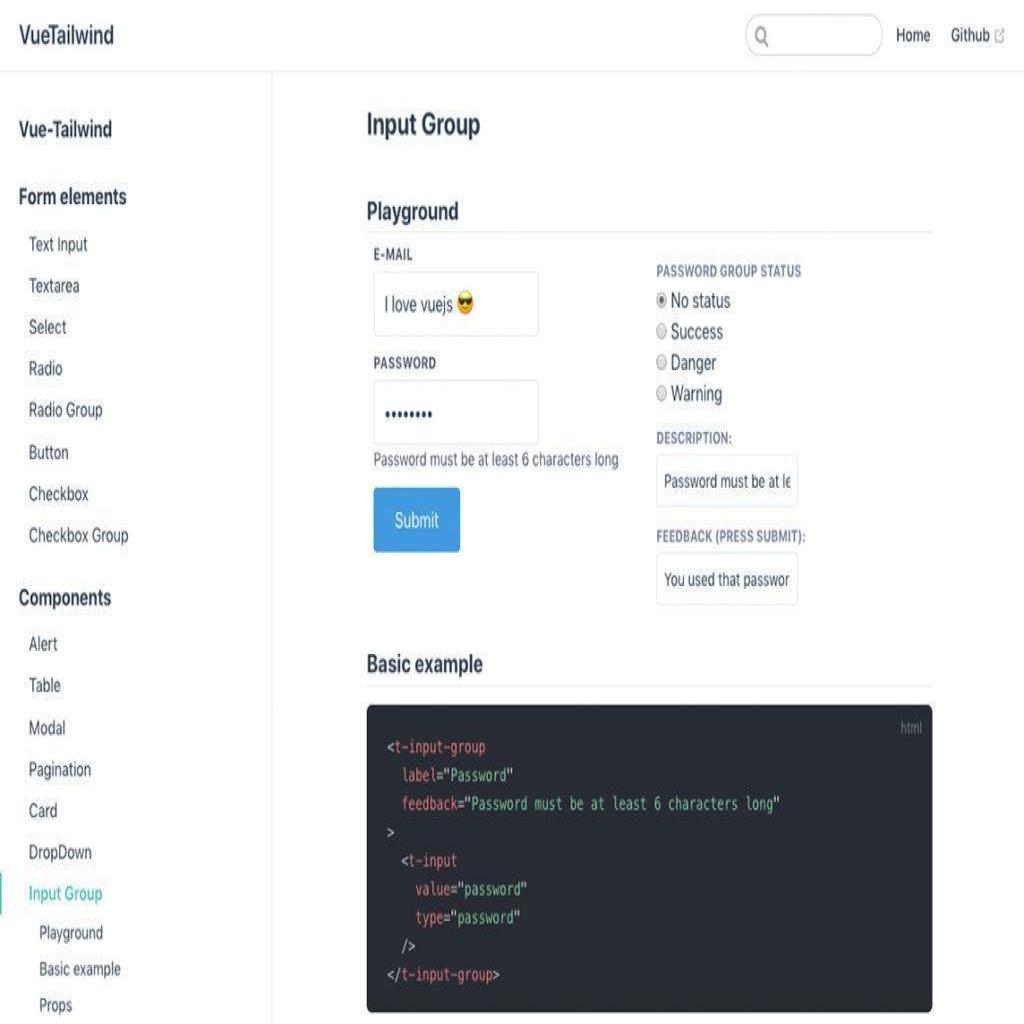 VueTailwind
Home
Github
Vue-Tailwind
Form elements
Text Input
Textarea
Select
Radio
Radio Group
Button
Checkbox
Checkbox Group
Components
Alert
Table
Modal
Pagination
Card
DropDown
Input Group
Playground
Basic example
Props
Input Group
Playground
E-MAIL
I love vuejs 😎
PASSWORD
••••••••
Password must be at least 6 characters long
Submit
PASSWORD GROUP STATUS
No status
Success
Danger
Warning
DESCRIPTION:
Password must be at le
FEEDBACK (PRESS SUBMIT):
You used that passwor
Basic example
html
<t-input-group
  label="Password"
  feedback="Password must be at least 6 characters long"
>
  <t-input
    value="password"
    type="password"
  />
</t-input-group>